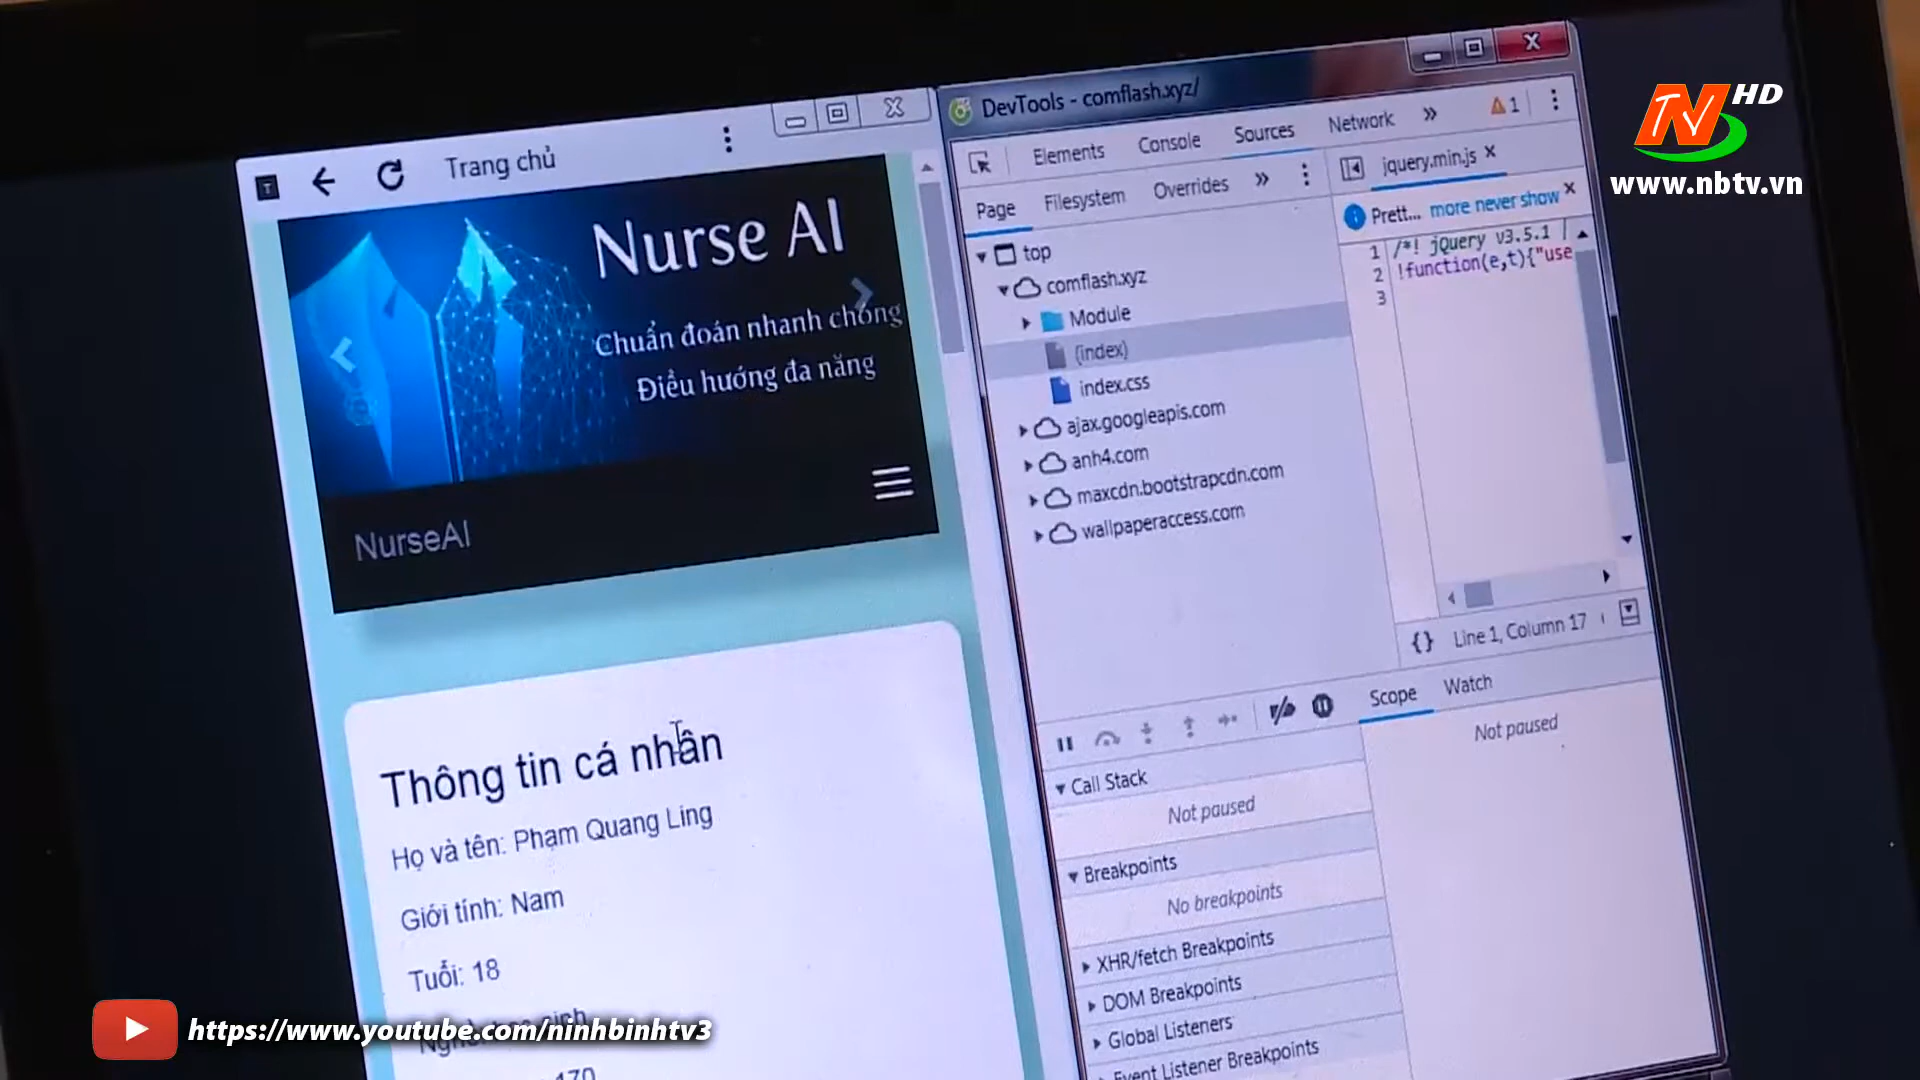 Trang chủ
Nurse AI
Chuẩn đoán nhanh chóng
Điều hướng đa năng
NurseAI
Thông tin cá nhân
Họ và tên: Phạm Quang Ling
Giới tính: Nam
Tuổi: 18
170
DevTools - comflash.xyz/
Elements Console Sources Network » 1
Page Filesystem Overrides »
top
comflash.xyz
Module
(index)
index.css
ajax.googleapis.com
anh4.com
maxcdn.bootstrapcdn.com
wallpaperaccess.com
jquery.min.js
Prett... more never show
1 /*! jQuery v3.5.1 |
2 !function(e,t){"use
3
{} Line 1, Column 17
Scope Watch
Not paused
Call Stack
Not paused
Breakpoints
No breakpoints
XHR/fetch Breakpoints
DOM Breakpoints
Global Listeners
Event Listener Breakpoints
NTV HD
www.nbtv.vn
https://www.youtube.com/ninhbinhtv3